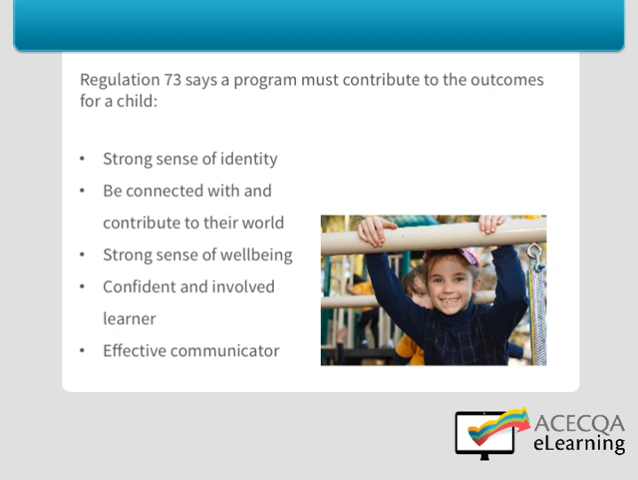 Regulation 73 says a program must contribute to the outcomes
for a child:
• Strong sense of identity
• Be connected with and
contribute to their world
• Strong sense of wellbeing
• Confident and involved
learner
• Effective communicator
ACECQA
eLearning